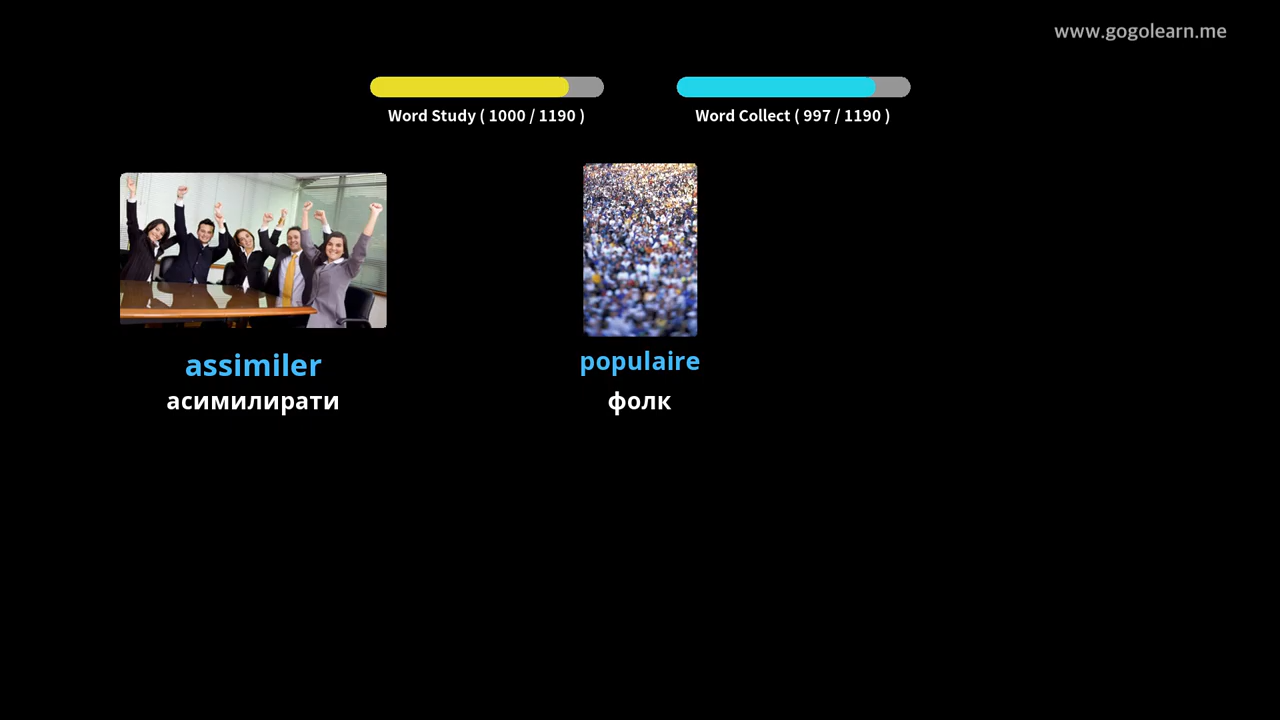 www.gogolearn.me
Word Study ( 1000 / 1190 )
Word Collect ( 997 / 1190 )
assimiler
асимилирати
populaire
фолк